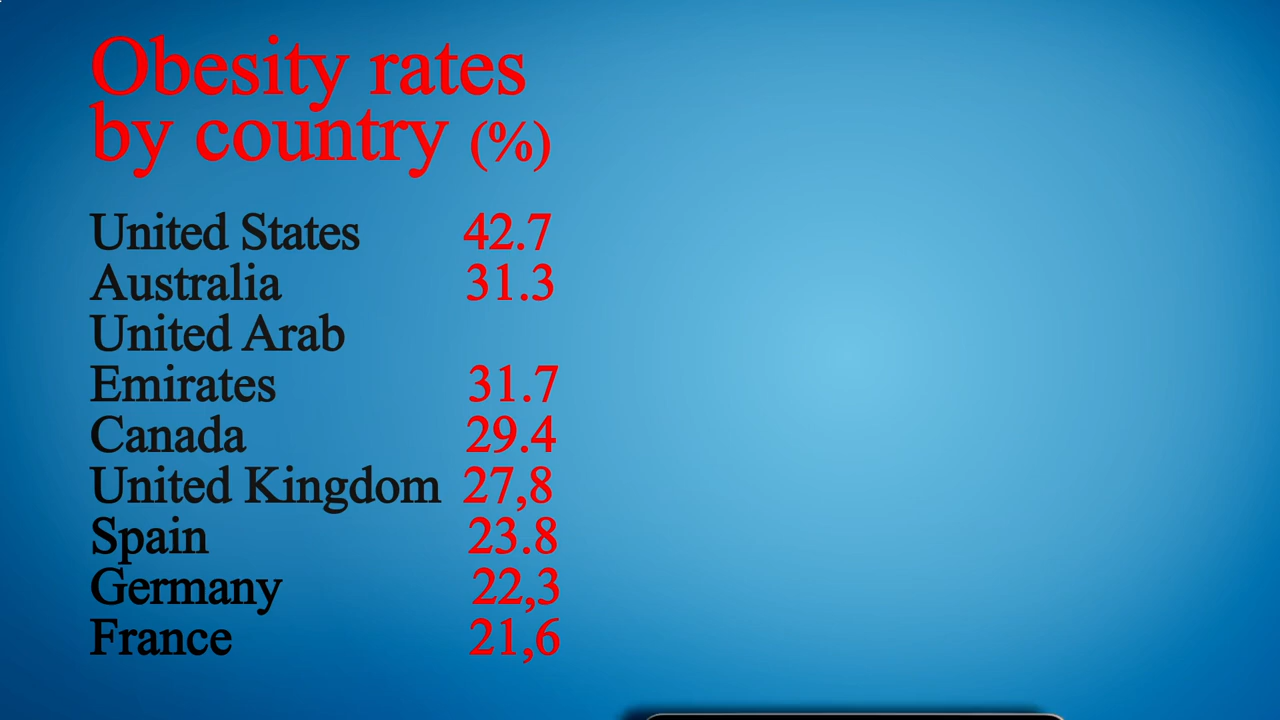 Obesity rates
by country (%)
United States 42.7
Australia 31.3
United Arab
Emirates 31.7
Canada 29.4
United Kingdom 27,8
Spain 23.8
Germany 22,3
France 21,6